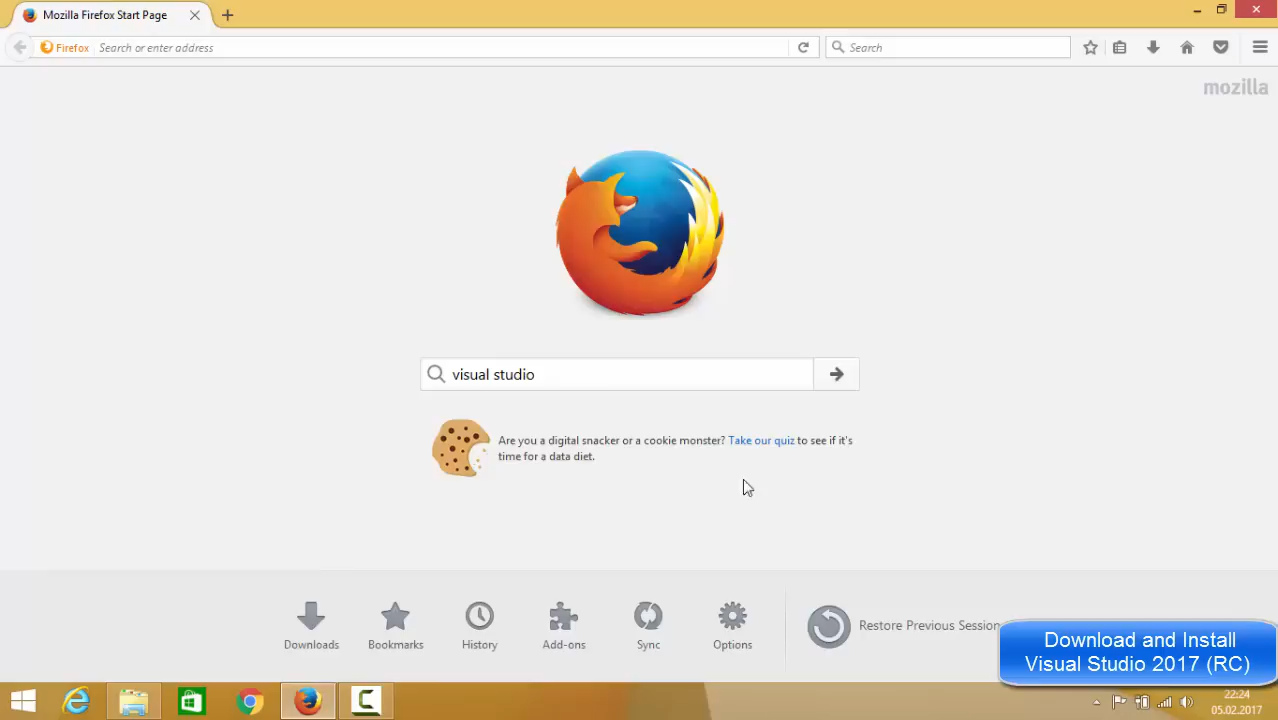 Mozilla Firefox Start Page
Firefox Search or enter address
Search
mozilla
visual studio
Are you a digital snacker or a cookie monster? Take our quiz to see if it's
time for a data diet.
Downloads
Bookmarks
History
Add-ons
Sync
Options
Restore Previous Session
Download and Install
Visual Studio 2017 (RC)
22:24
05.02.2017